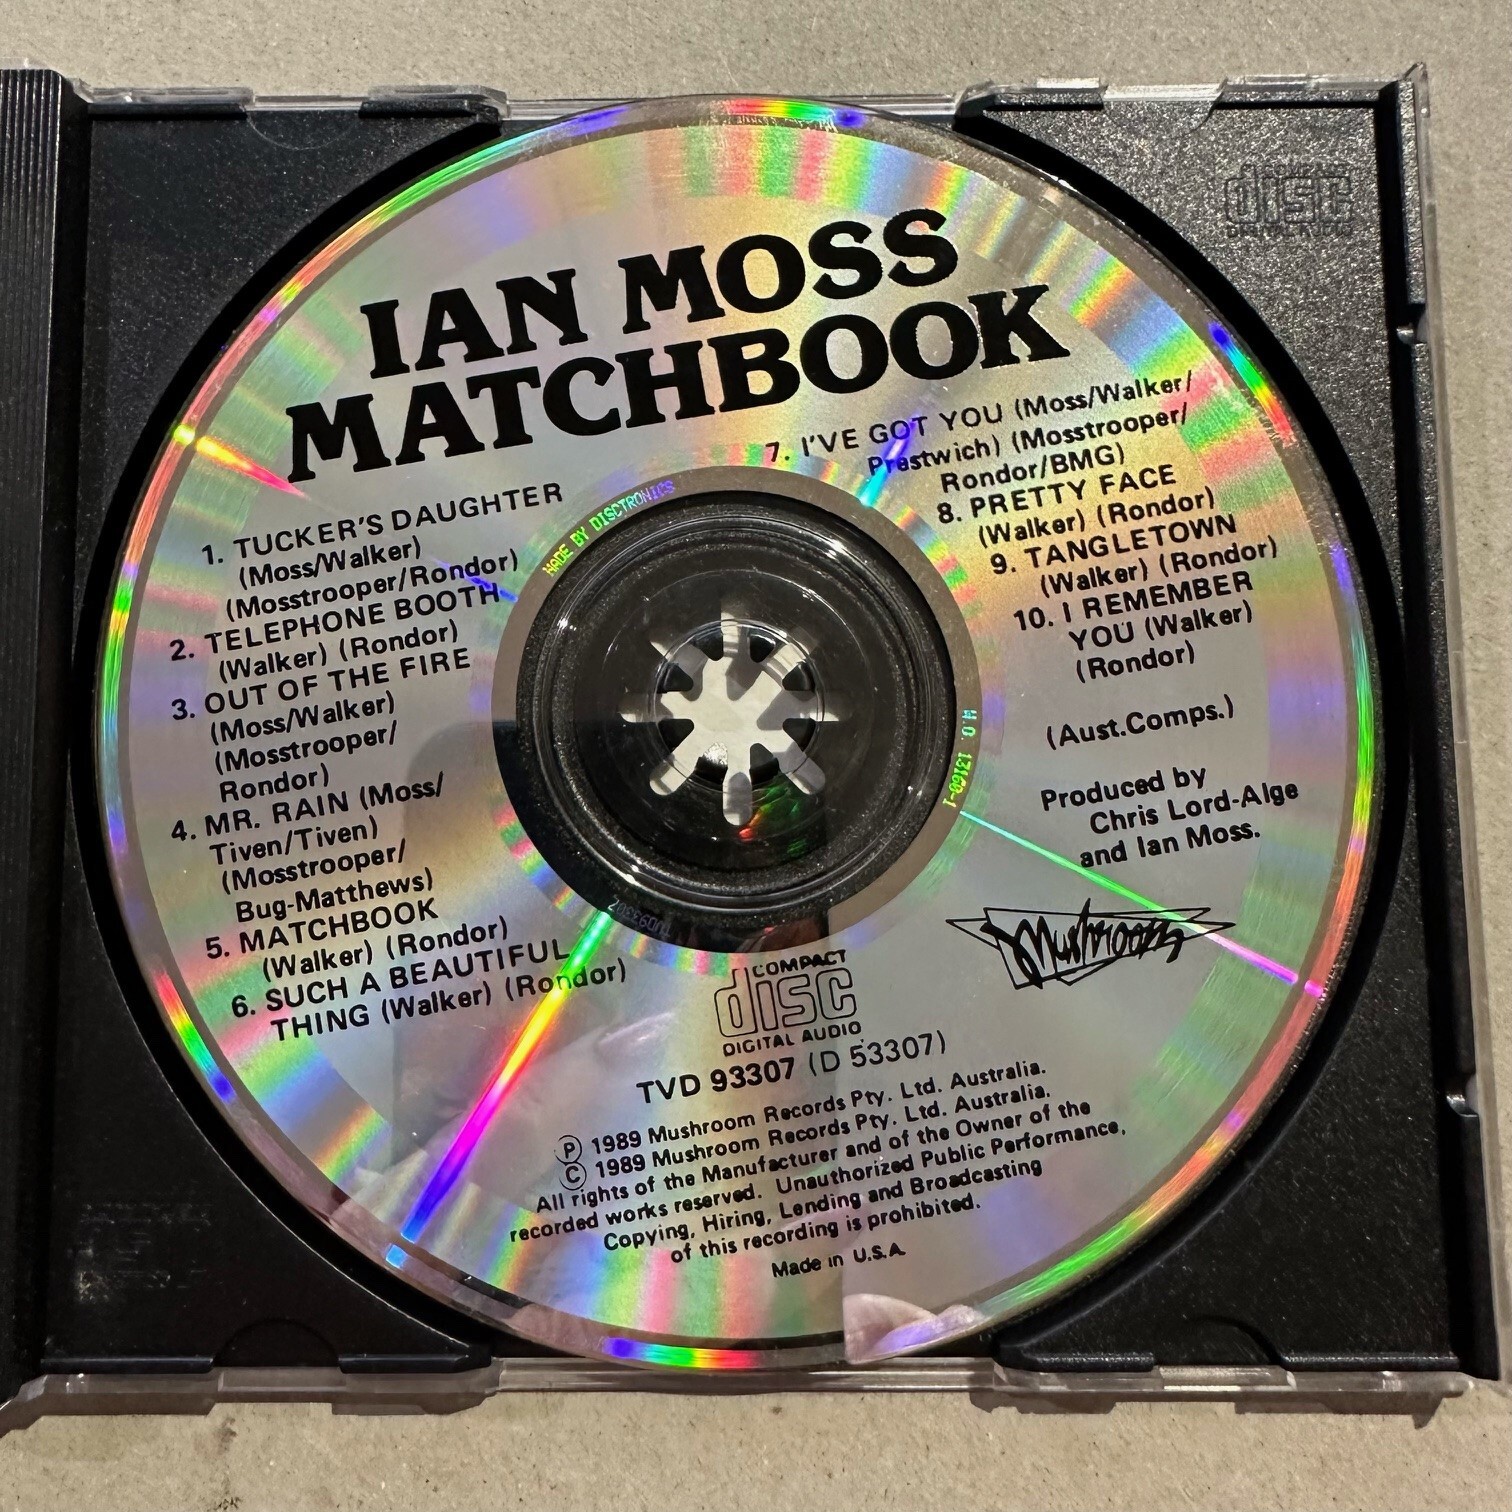 IAN MOSS
MATCHBOOK
1. TUCKER'S DAUGHTER
(Moss/Walker)
(Mosstrooper/Rondor)
2. TELEPHONE BOOTH
(Walker) (Rondor)
3. OUT OF THE FIRE
(Moss/Walker)
(Mosstrooper/
Rondor)
4. MR. RAIN (Moss/
Tiven/Tiven)
(Mosstrooper/
Bug-Matthews)
5. MATCHBOOK
(Walker) (Rondor)
6. SUCH A BEAUTIFUL
THING (Walker) (Rondor)
7. I'VE GOT YOU (Moss/Walker/
Prestwich) (Mosstrooper/
Rondor/BMG)
8. PRETTY FACE
(Walker) (Rondor)
9. TANGLETOWN
(Walker) (Rondor)
10. I REMEMBER
YOU (Walker)
(Rondor)
(Aust.Comps.)
Produced by
Chris Lord-Alge
and Ian Moss.
Mushroom
MADE BY DISCTRONICS
W.O. 13160-1
TVD93307
COMPACT
disc
DIGITAL AUDIO
TVD 93307 (D 53307)
Ⓟ 1989 Mushroom Records Pty. Ltd. Australia.
Ⓒ 1989 Mushroom Records Pty. Ltd. Australia.
All rights of the Manufacturer and of the Owner of the
recorded works reserved. Unauthorized Public Performance,
Copying, Hiring, Lending and Broadcasting
of this recording is prohibited.
Made in U.S.A.
disc
DIGITAL AUDIO